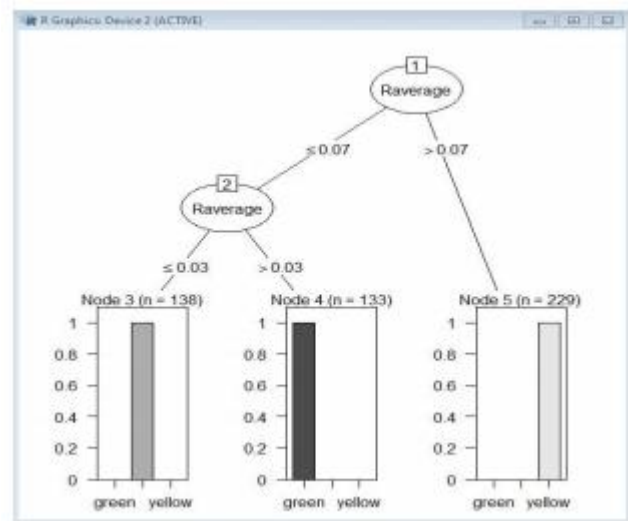 R Graphics: Device 2 (ACTIVE)
1
Raverage
≤ 0.07
> 0.07
2
Raverage
≤ 0.03
> 0.03
Node 3 (n = 138)
1
0.8
0.6
0.4
0.2
0
green yellow
Node 4 (n = 133)
1
0.8
0.6
0.4
0.2
0
green yellow
Node 5 (n = 229)
1
0.8
0.6
0.4
0.2
0
green yellow